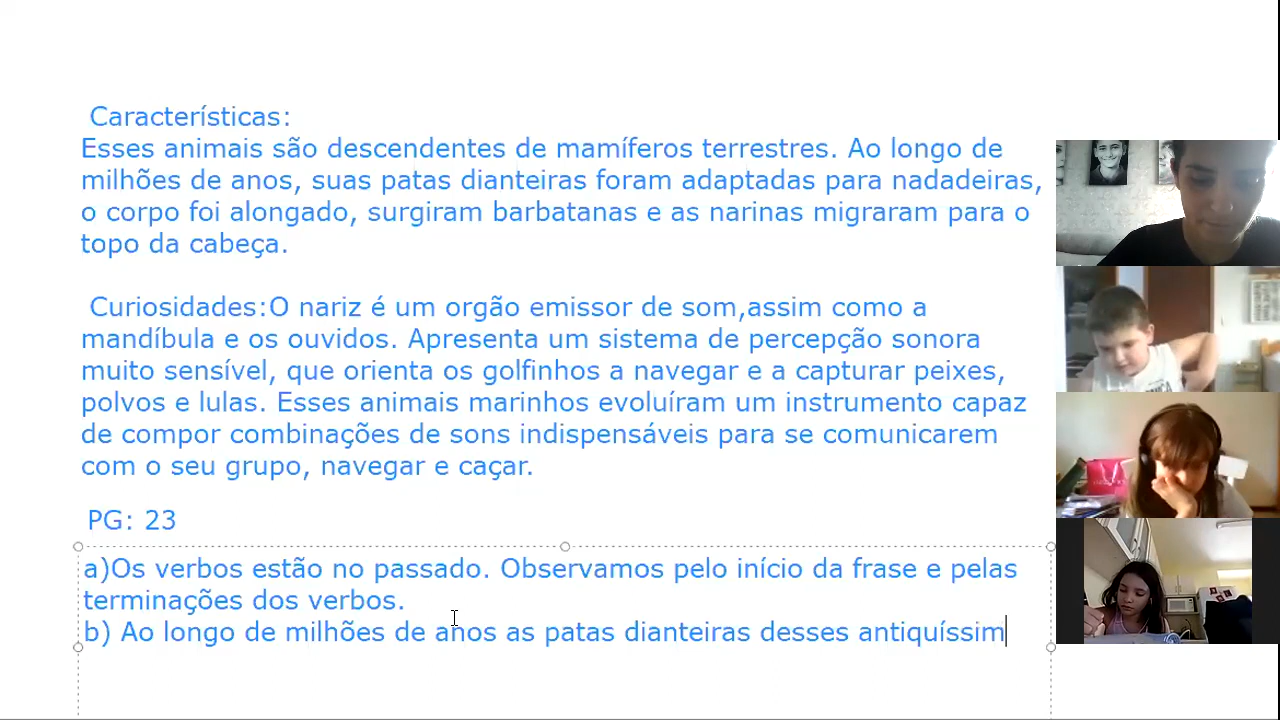 Características:
Esses animais são descendentes de mamíferos terrestres. Ao longo de
milhões de anos, suas patas dianteiras foram adaptadas para nadadeiras,
o corpo foi alongado, surgiram barbatanas e as narinas migraram para o
topo da cabeça.
Curiosidades:O nariz é um orgão emissor de som,assim como a
mandíbula e os ouvidos. Apresenta um sistema de percepção sonora
muito sensível, que orienta os golfinhos a navegar e a capturar peixes,
polvos e lulas. Esses animais marinhos evoluíram um instrumento capaz
de compor combinações de sons indispensáveis para se comunicarem
com o seu grupo, navegar e caçar.
PG: 23
a)Os verbos estão no passado. Observamos pelo início da frase e pelas
terminações dos verbos.
b) Ao longo de milhões de anos as patas dianteiras desses antiquíssim